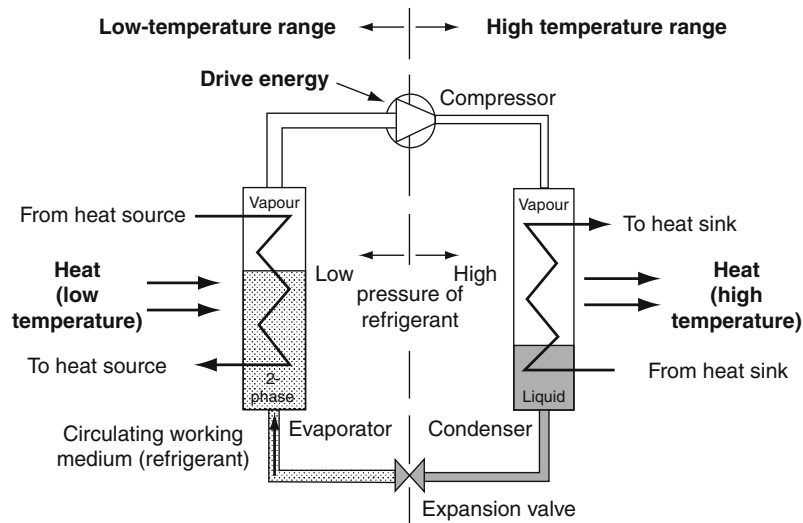 Low-temperature range
High temperature range
Drive energy
Compressor
Vapour
Vapour
From heat source
To heat sink
Low
High
Heat
(low
temperature)
pressure of
refrigerant
Heat
(high
temperature)
To heat source
From heat sink
2-
phase
Liquid
Circulating working
medium (refrigerant)
Evaporator
Condenser
Expansion valve